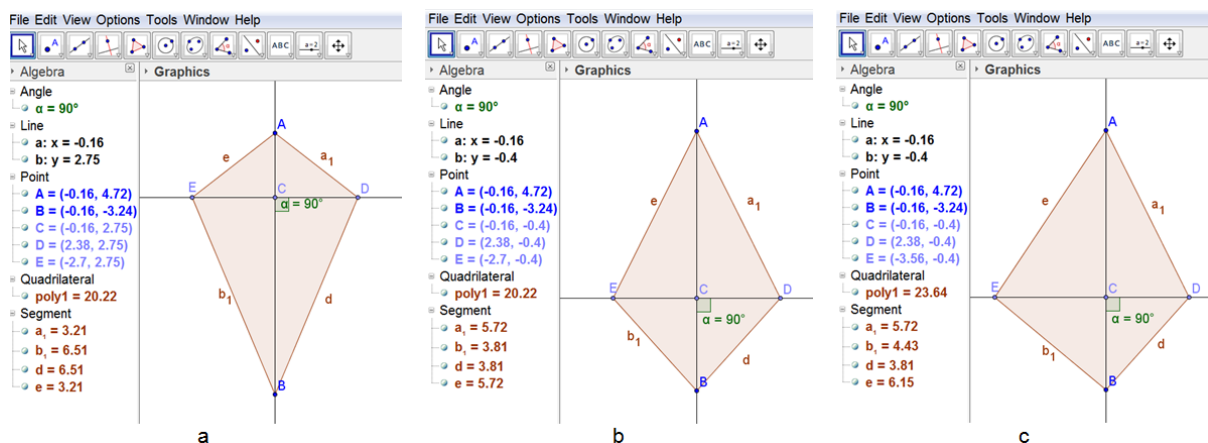 File Edit View Options Tools Window Help
ABC a=2
Algebra
Graphics
Angle
α = 90°
Line
a: x = -0.16
b: y = 2.75
Point
A = (-0.16, 4.72)
B = (-0.16, -3.24)
C = (-0.16, 2.75)
D = (2.38, 2.75)
E = (-2.7, 2.75)
Quadrilateral
poly1 = 20.22
Segment
a₁ = 3.21
b₁ = 6.51
d = 6.51
e = 3.21
A
e
a₁
E
C
D
α = 90°
b₁
d
B
a
File Edit View Options Tools Window Help
ABC a=2
Algebra
Graphics
Angle
α = 90°
Line
a: x = -0.16
b: y = -0.4
Point
A = (-0.16, 4.72)
B = (-0.16, -3.24)
C = (-0.16, -0.4)
D = (2.38, -0.4)
E = (-2.7, -0.4)
Quadrilateral
poly1 = 20.22
Segment
a₁ = 5.72
b₁ = 3.81
d = 3.81
e = 5.72
A
e
a₁
E
C
D
α = 90°
b₁
d
B
b
File Edit View Options Tools Window Help
ABC a=2
Algebra
Graphics
Angle
α = 90°
Line
a: x = -0.16
b: y = -0.4
Point
A = (-0.16, 4.72)
B = (-0.16, -3.24)
C = (-0.16, -0.4)
D = (2.38, -0.4)
E = (-3.56, -0.4)
Quadrilateral
poly1 = 23.64
Segment
a₁ = 5.72
b₁ = 4.43
d = 3.81
e = 6.15
A
e
a₁
E
C
D
α = 90°
b₁
d
B
c